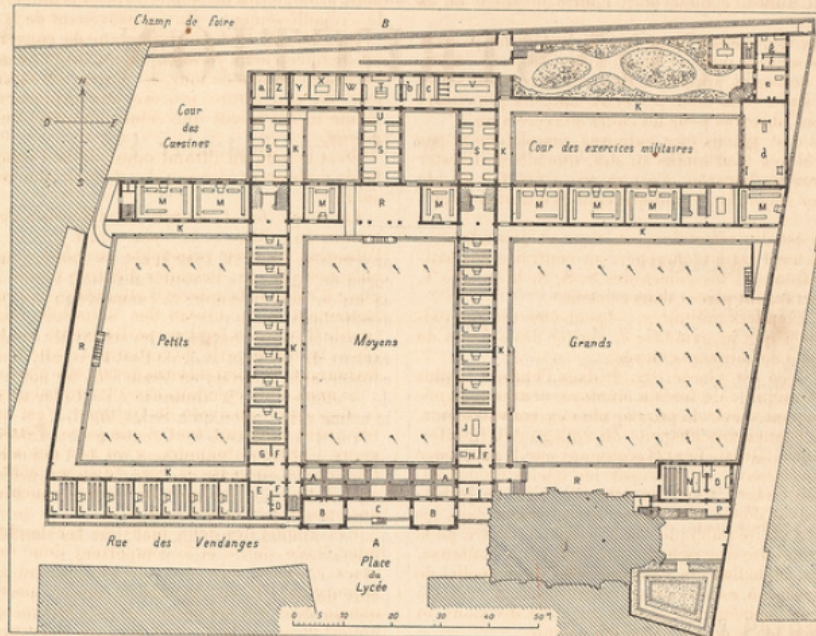 Champ de foire
B
N
O E
S
Cour
des
Cuisines
a Z Y X W T b c V
U
S K S S K
K
Cour des exercices militaires
h
g
f
e
d
M M M R M M M M M
K K
L L
L L
L L
L L
L L
L L
L
R
Petits
K
Moyens
K
Grands
J
G F H F
K
A A
R
L L L L L L L E F
D
B C B
I
P
Rue des Vendanges
A
Place
du
Lycée
0 5 10 20 30 40 50m